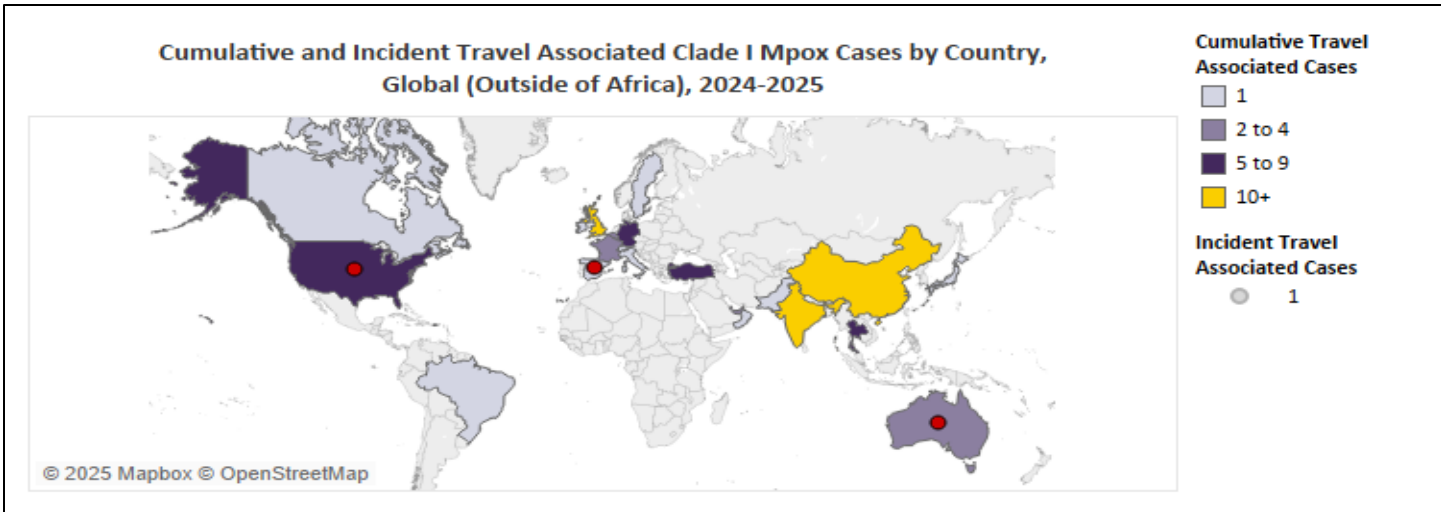 Cumulative and Incident Travel Associated Clade I Mpox Cases by Country,
Global (Outside of Africa), 2024-2025
Cumulative Travel
Associated Cases
1
2 to 4
5 to 9
10+
Incident Travel
Associated Cases
1
© 2025 Mapbox © OpenStreetMap